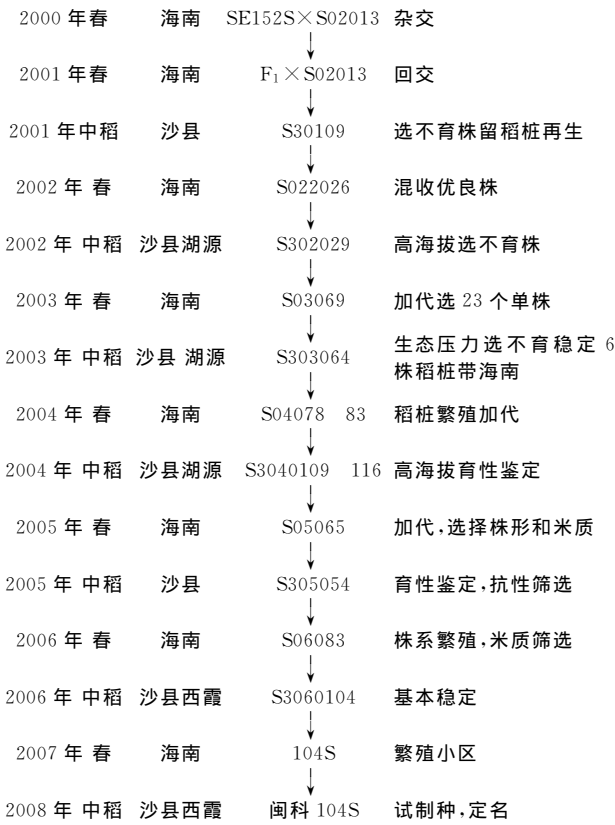 2000 年春 海南 SE152S×S02013 杂交
2001 年春 海南 F₁×S02013 回交
2001 年中稻 沙县 S30109 选不育株留稻桩再生
2002 年 春 海南 S022026 混收优良株
2002 年 中稻 沙县湖源 S302029 高海拔选不育株
2003 年 春 海南 S03069 加代选 23 个单株
2003 年 中稻 沙县 湖源 S303064 生态压力选不育稳定 6
株稻桩带海南
2004 年 春 海南 S04078 83 稻桩繁殖加代
2004 年 中稻 沙县湖源 S3040109 116 高海拔育性鉴定
2005 年 春 海南 S05065 加代,选择株形和米质
2005 年 中稻 沙县 S305054 育性鉴定,抗性筛选
2006 年 春 海南 S06083 株系繁殖,米质筛选
2006 年 中稻 沙县西霞 S3060104 基本稳定
2007 年 春 海南 104S 繁殖小区
2008 年 中稻 沙县西霞 闽科 104S 试制种,定名